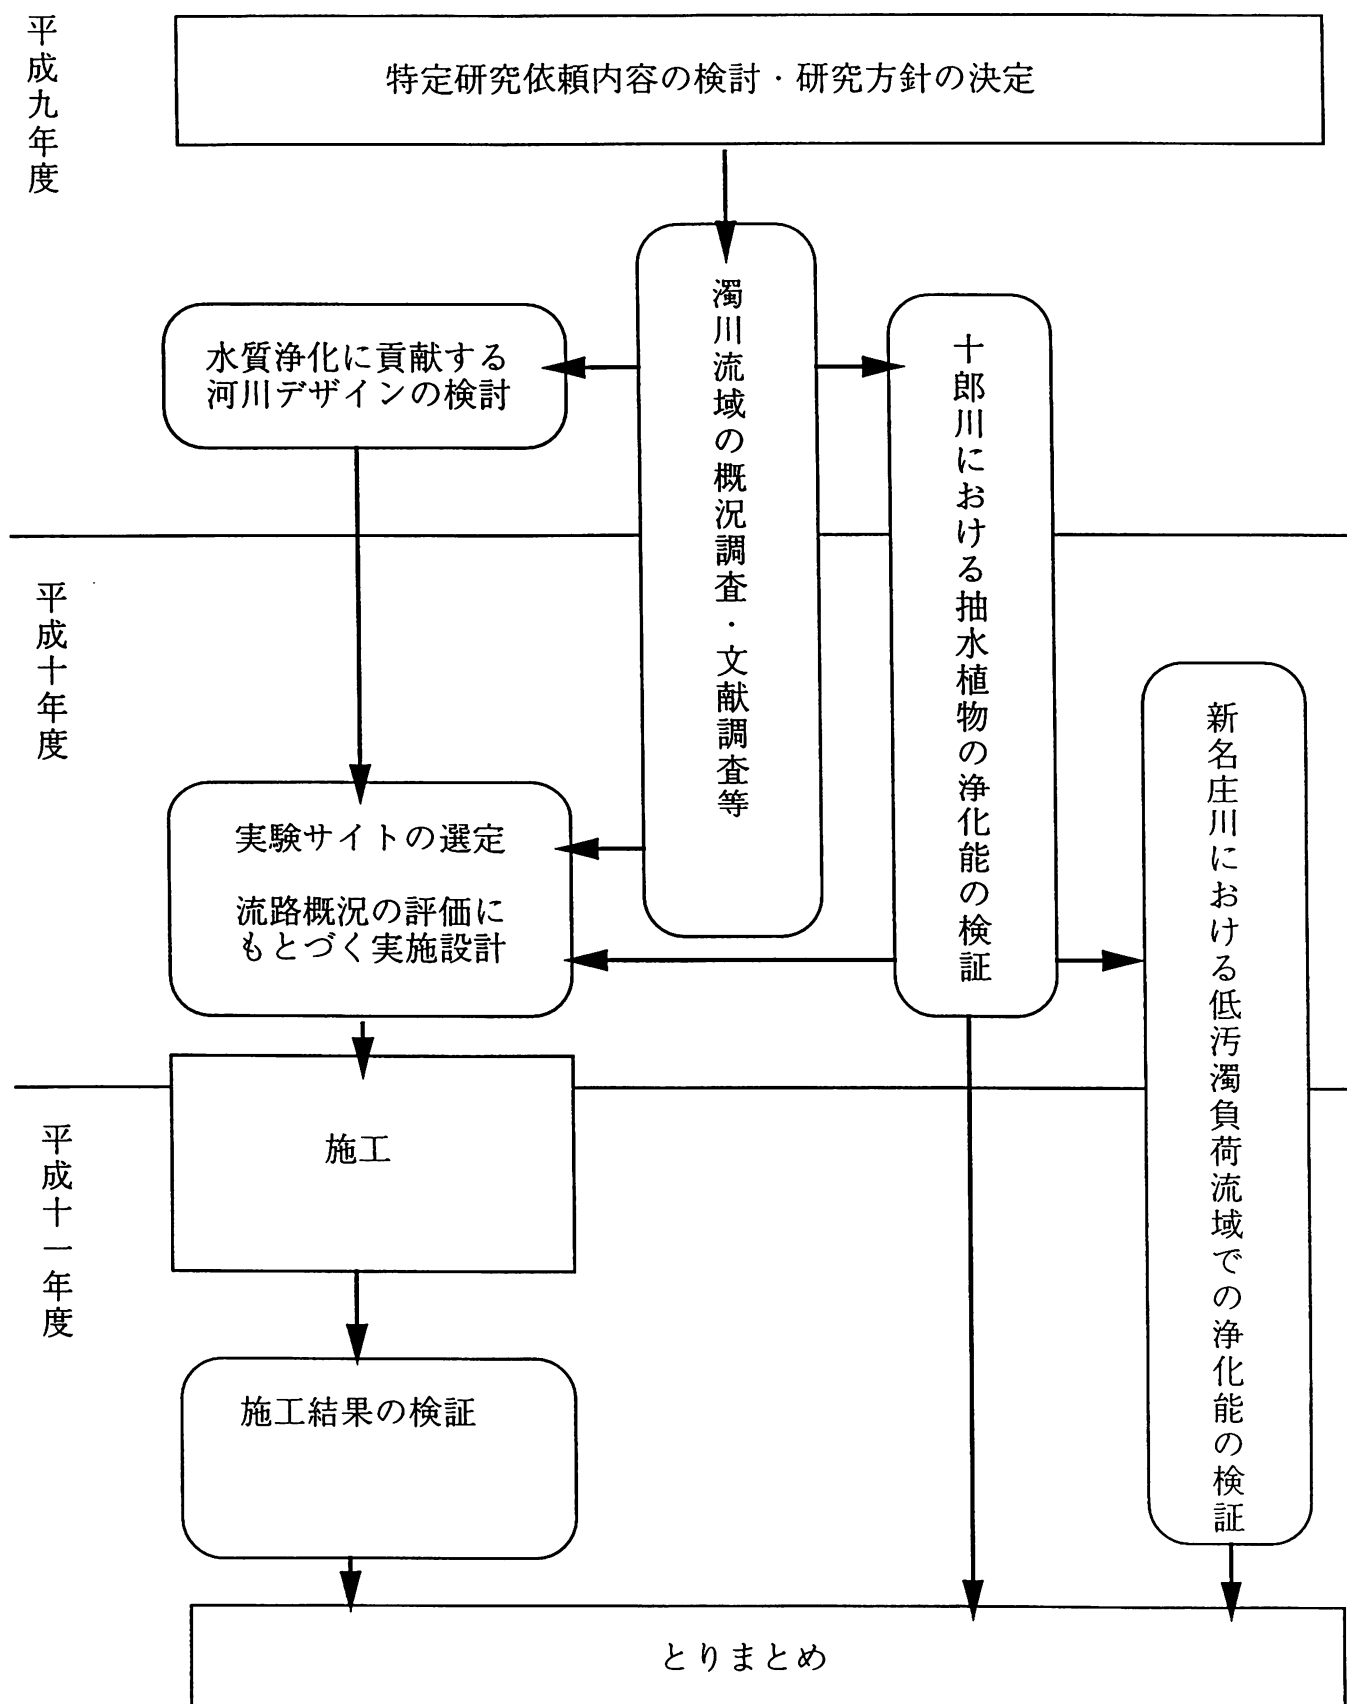 平成九年度
特定研究依頼内容の検討・研究方針の決定
濁川流域の概況調査・文献調査等
水質浄化に貢献する
河川デザインの検討
十郎川における抽水植物の浄化能の検証
平成十年度
実験サイトの選定
流路概況の評価に
もとづく実施設計
新名庄川における低汚濁負荷流域での浄化能の検証
平成十一年度
施工
施工結果の検証
とりまとめ